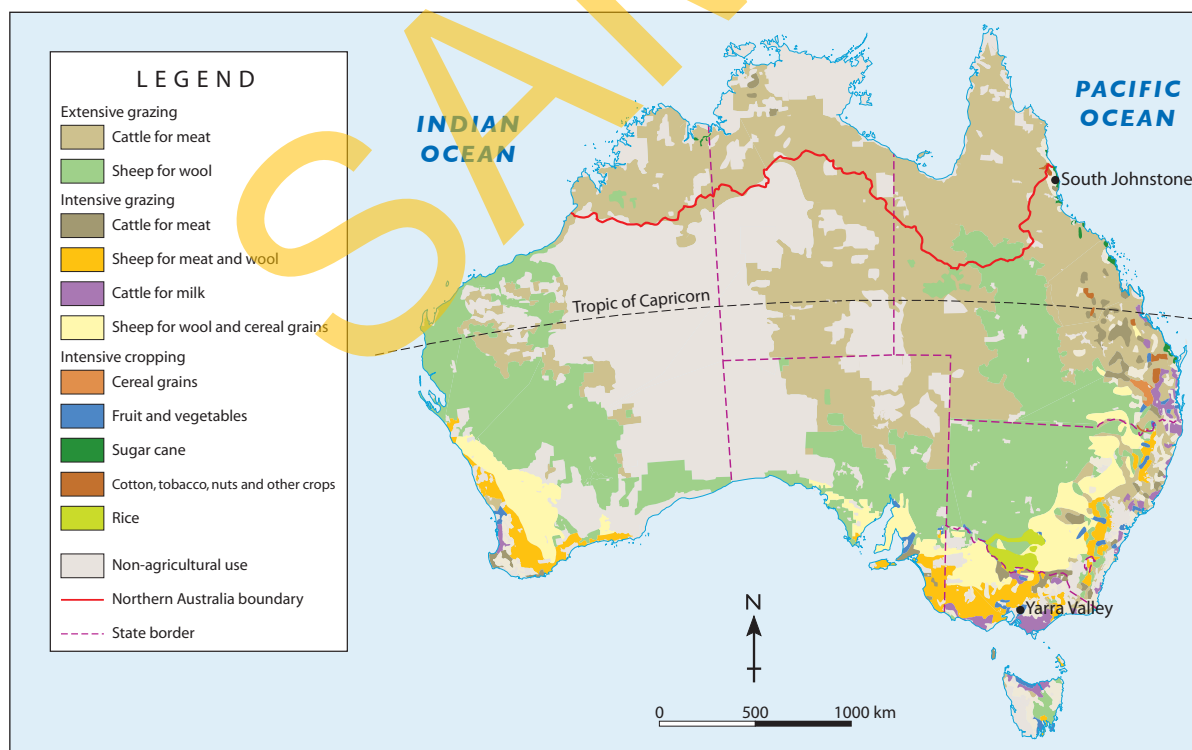 LEGEND
Extensive grazing
Cattle for meat
Sheep for wool
Intensive grazing
Cattle for meat
Sheep for meat and wool
Cattle for milk
Sheep for wool and cereal grains
Intensive cropping
Cereal grains
Fruit and vegetables
Sugar cane
Cotton, tobacco, nuts and other crops
Rice
Non-agricultural use
Northern Australia boundary
State border
INDIAN
OCEAN
PACIFIC
OCEAN
South Johnstone
Tropic of Capricorn
Yarra Valley
N
0 500 1000 km